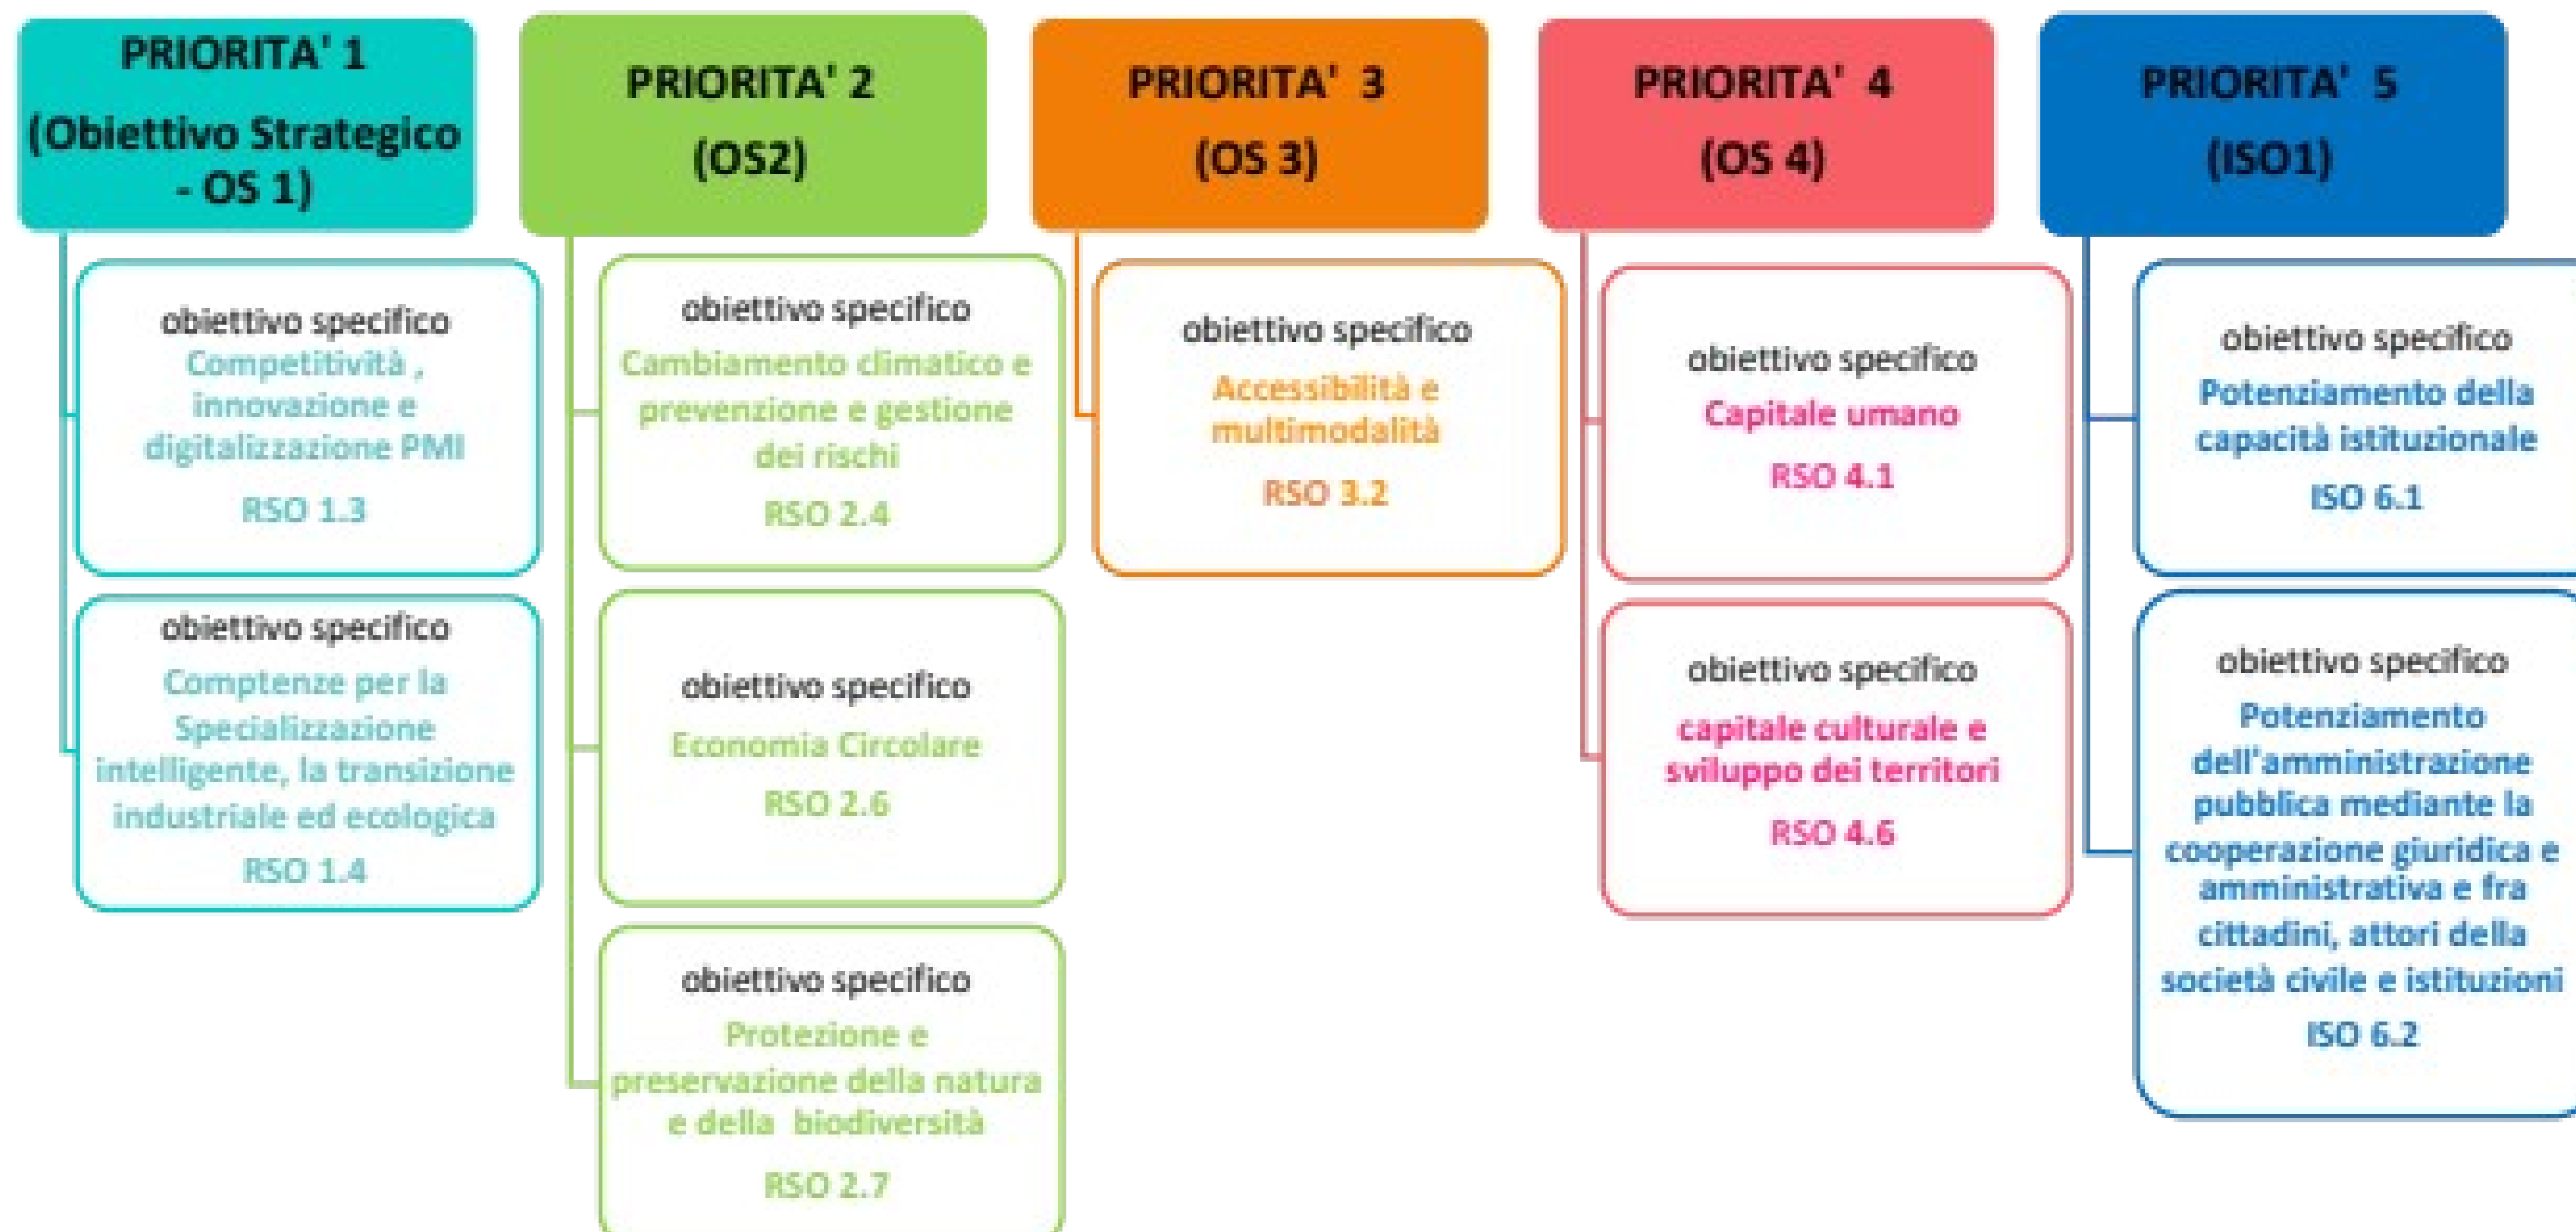 PRIORITA' 1
(Obiettivo Strategico
- OS 1)
obiettivo specifico
Competitività ,
innovazione e
digitalizzazione PMI
RSO 1.3
obiettivo specifico
Comptenze per la
Specializzazione
intelligente, la transizione
industriale ed ecologica
RSO 1.4
PRIORITA' 2
(OS2)
obiettivo specifico
Cambiamento climatico e
prevenzione e gestione
dei rischi
RSO 2.4
obiettivo specifico
Economia Circolare
RSO 2.6
obiettivo specifico
Protezione e
preservazione della natura
e della biodiversità
RSO 2.7
PRIORITA' 3
(OS 3)
obiettivo specifico
Accessibilità e
multimodalità
RSO 3.2
PRIORITA' 4
(OS 4)
obiettivo specifico
Capitale umano
RSO 4.1
obiettivo specifico
capitale culturale e
sviluppo dei territori
RSO 4.6
PRIORITA' 5
(ISO1)
obiettivo specifico
Potenziamento della
capacità istituzionale
ISO 6.1
obiettivo specifico
Potenziamento
dell'amministrazione
pubblica mediante la
cooperazione giuridica e
amministrativa e fra
cittadini, attori della
società civile e istituzioni
ISO 6.2